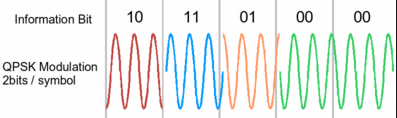 Information Bit 10 11 01 00 00
QPSK Modulation
2bits / symbol